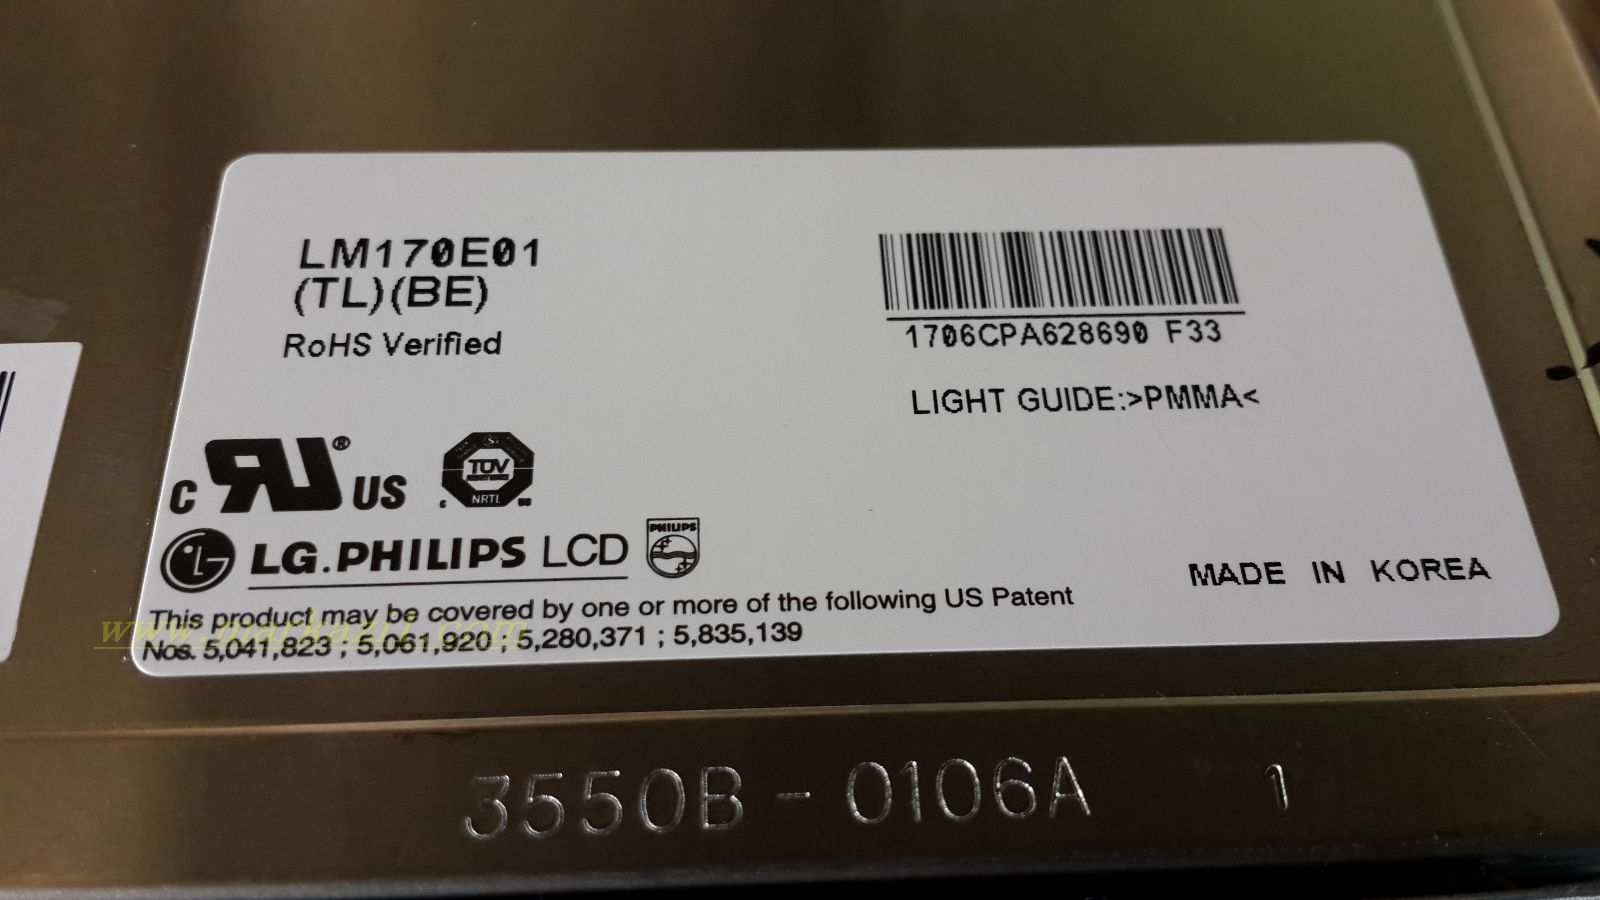 LM170E01
(TL)(BE)
RoHS Verified
1706CPA628690 F33
LIGHT GUIDE:>PMMA<
C RU® US
TÜV
NRTL
LG LG.PHILIPS LCD PHILIPS
MADE IN KOREA
This product may be covered by one or more of the following US Patent
Nos. 5,041,823 ; 5,061,920 ; 5,280,371 ; 5,835,139
3550B - 0106A 1